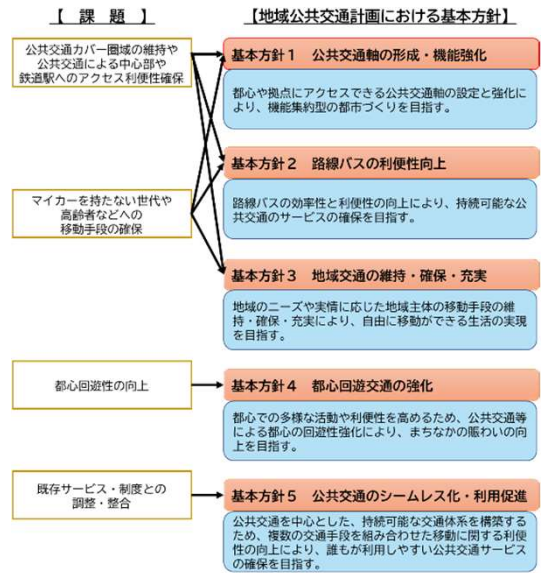 【 課 題 】
【地域公共交通計画における基本方針】
公共交通カバー圏域の維持や
公共交通による中心部や
鉄道駅へのアクセス利便性確保
基本方針1 公共交通軸の形成・機能強化
都心や拠点にアクセスできる公共交通軸の設定と強化に
より、機能集約型の都市づくりを目指す。
基本方針2 路線バスの利便性向上
マイカーを持たない世代や
高齢者などへの
移動手段の確保
路線バスの効率性と利便性の向上により、持続可能な公
共交通のサービスの確保を目指す。
基本方針3 地域交通の維持・確保・充実
地域のニーズや実情に応じた地域主体の移動手段の維
持・確保・充実により、自由に移動ができる生活の実現
を目指す。
都心回遊性の向上
基本方針4 都心回遊交通の強化
都心での多様な活動や利便性を高めるため、公共交通等
による都心の回遊性強化により、まちなかの賑わいの向
上を目指す。
既存サービス・制度との
調整・整合
基本方針5 公共交通のシームレス化・利用促進
公共交通を中心とした、持続可能な交通体系を構築する
ため、複数の交通手段を組み合わせた移動に関する利便
性の向上により、誰もが利用しやすい公共交通サービス
の確保を目指す。